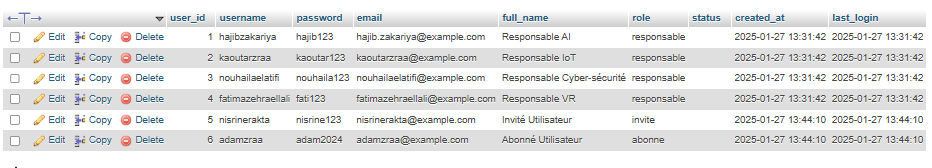 user_id username password email full_name role status created_at last_login
Edit Copy Delete 1 hajibzakariya hajib123 hajib.zakariya@example.com Responsable AI responsable 2025-01-27 13:31:42 2025-01-27 13:31:42
Edit Copy Delete 2 kaoutarzraa kaoutar123 kaoutarzraa@example.com Responsable IoT responsable 2025-01-27 13:31:42 2025-01-27 13:31:42
Edit Copy Delete 3 nouhailaelatifi nouhaila123 nouhailaelatifi@example.com Responsable Cyber-sécurité responsable 2025-01-27 13:31:42 2025-01-27 13:31:42
Edit Copy Delete 4 fatimazehraellali fati123 fatimazehraellali@example.com Responsable VR responsable 2025-01-27 13:31:42 2025-01-27 13:31:42
Edit Copy Delete 5 nisrinerakta nisrine123 nisrinerakta@example.com Invité Utilisateur invite 2025-01-27 13:44:10 2025-01-27 13:44:10
Edit Copy Delete 6 adamzraa adam2024 adamzraa@example.com Abonné Utilisateur abonne 2025-01-27 13:44:10 2025-01-27 13:44:10